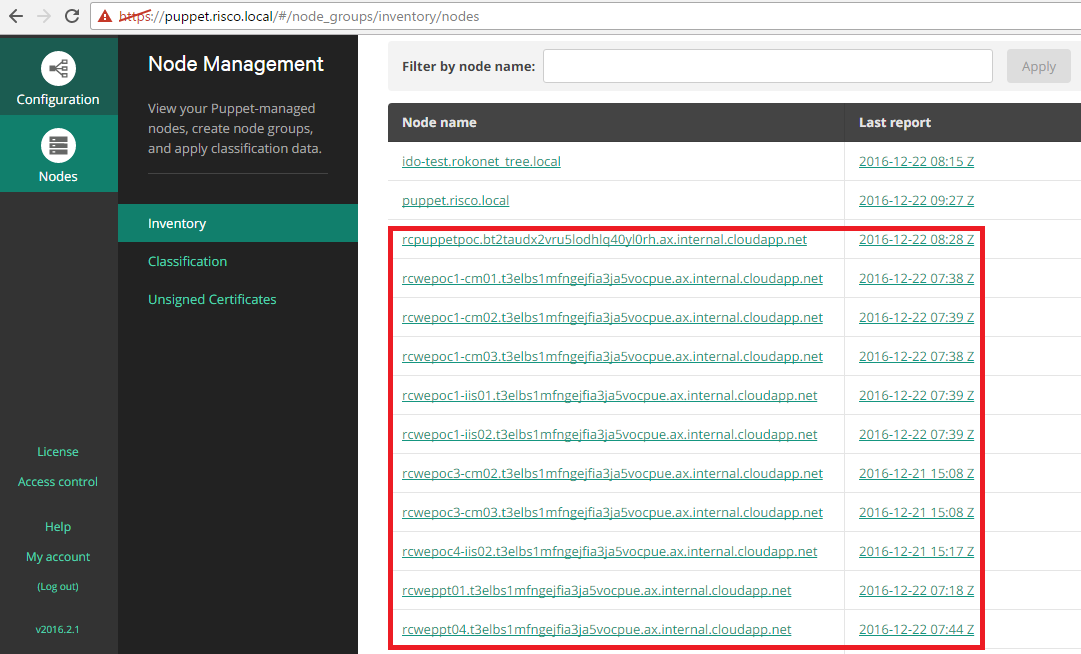 https://puppet.risco.local/#/node_groups/inventory/nodes
Configuration
Nodes
License
Access control
Help
My account
(Log out)
v2016.2.1
Node Management
View your Puppet-managed
nodes, create node groups,
and apply classification data.
Inventory
Classification
Unsigned Certificates
Filter by node name: Apply
Node name Last report
ido-test.rokonet_tree.local 2016-12-22 08:15 Z
puppet.risco.local 2016-12-22 09:27 Z
rcpuppetpoc.bt2taudx2vru5lodhlq40yl0rh.ax.internal.cloudapp.net 2016-12-22 08:28 Z
rcwepoc1-cm01.t3elbs1mfngejfia3ja5vocpue.ax.internal.cloudapp.net 2016-12-22 07:38 Z
rcwepoc1-cm02.t3elbs1mfngejfia3ja5vocpue.ax.internal.cloudapp.net 2016-12-22 07:39 Z
rcwepoc1-cm03.t3elbs1mfngejfia3ja5vocpue.ax.internal.cloudapp.net 2016-12-22 07:38 Z
rcwepoc1-iis01.t3elbs1mfngejfia3ja5vocpue.ax.internal.cloudapp.net 2016-12-22 07:39 Z
rcwepoc1-iis02.t3elbs1mfngejfia3ja5vocpue.ax.internal.cloudapp.net 2016-12-22 07:39 Z
rcwepoc3-cm02.t3elbs1mfngejfia3ja5vocpue.ax.internal.cloudapp.net 2016-12-21 15:08 Z
rcwepoc3-cm03.t3elbs1mfngejfia3ja5vocpue.ax.internal.cloudapp.net 2016-12-21 15:08 Z
rcwepoc4-iis02.t3elbs1mfngejfia3ja5vocpue.ax.internal.cloudapp.net 2016-12-21 15:17 Z
rcweppt01.t3elbs1mfngejfia3ja5vocpue.ax.internal.cloudapp.net 2016-12-22 07:18 Z
rcweppt04.t3elbs1mfngejfia3ja5vocpue.ax.internal.cloudapp.net 2016-12-22 07:44 Z